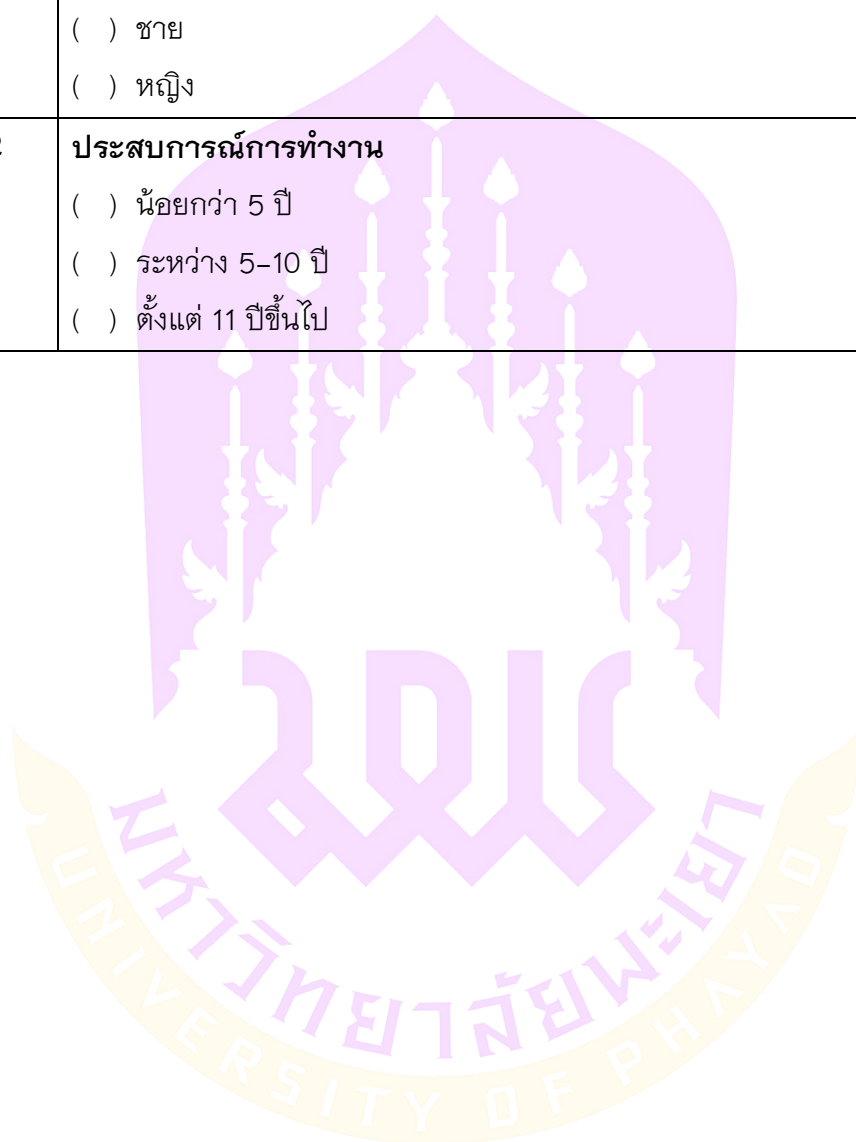 ( ) ชาย
( ) หญิง
2 ประสบการณ์การทำงาน
( ) น้อยกว่า 5 ปี
( ) ระหว่าง 5-10 ปี
( ) ตั้งแต่ 11 ปีขึ้นไป
มหาวิทยาลัยพะเยา
UNIVERSITY OF PHAYAO